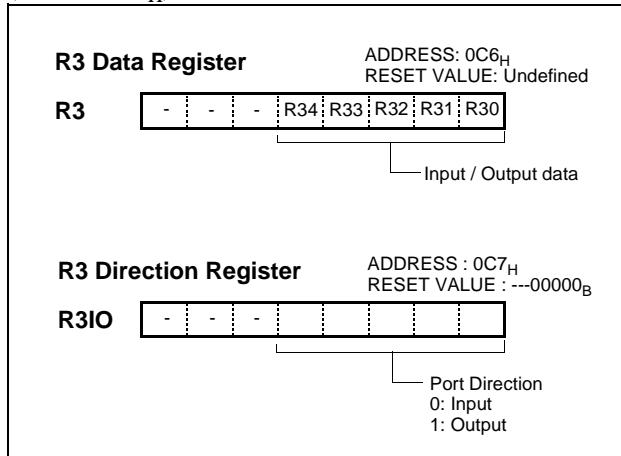 R3 Data Register
ADDRESS: 0C6H
RESET VALUE: Undefined
R3 - - - R34 R33 R32 R31 R30
Input / Output data
R3 Direction Register
ADDRESS : 0C7H
RESET VALUE : ---00000B
R3IO - - -
Port Direction
0: Input
1: Output